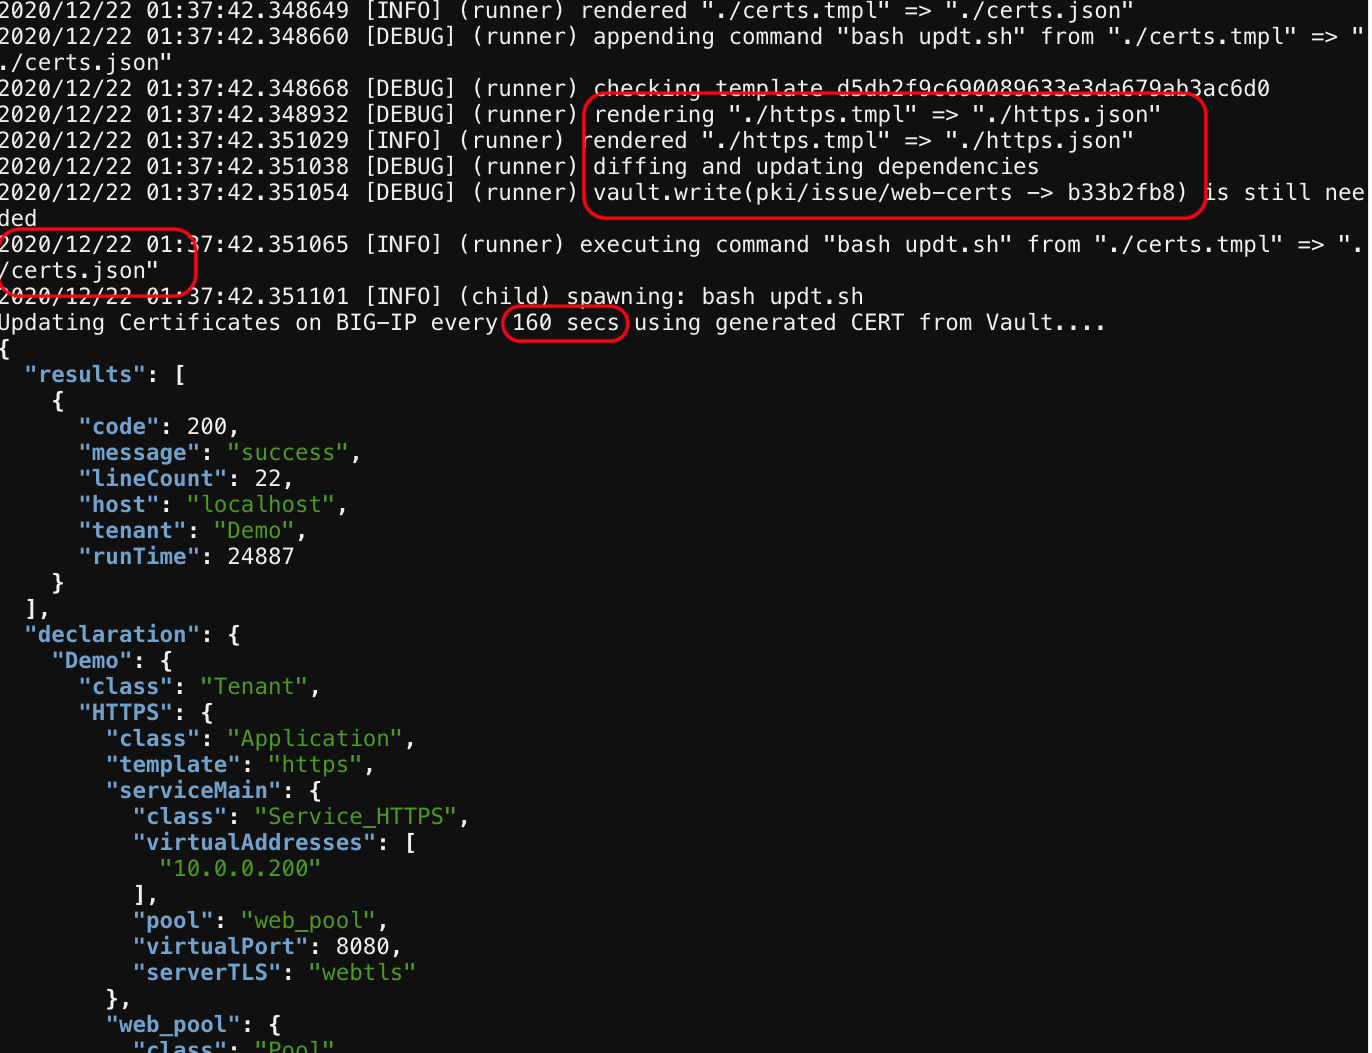 2020/12/22 01:37:42.348649 [INFO] (runner) rendered "./certs.tmpl" => "./certs.json"
2020/12/22 01:37:42.348660 [DEBUG] (runner) appending command "bash updt.sh" from "./certs.tmpl" => "
./certs.json"
2020/12/22 01:37:42.348668 [DEBUG] (runner) checking template d5db2f9c690089633e3da679ab3ac6d0
2020/12/22 01:37:42.348932 [DEBUG] (runner) rendering "./https.tmpl" => "./https.json"
2020/12/22 01:37:42.351029 [INFO] (runner) rendered "./https.tmpl" => "./https.json"
2020/12/22 01:37:42.351038 [DEBUG] (runner) diffing and updating dependencies
2020/12/22 01:37:42.351054 [DEBUG] (runner) vault.write(pki/issue/web-certs -> b33b2fb8) is still nee
ded
2020/12/22 01:37:42.351065 [INFO] (runner) executing command "bash updt.sh" from "./certs.tmpl" => ".
/certs.json"
2020/12/22 01:37:42.351101 [INFO] (child) spawning: bash updt.sh
Updating Certificates on BIG-IP every 160 secs using generated CERT from Vault....
{
  "results": [
    {
      "code": 200,
      "message": "success",
      "lineCount": 22,
      "host": "localhost",
      "tenant": "Demo",
      "runTime": 24887
    }
  ],
  "declaration": {
    "Demo": {
      "class": "Tenant",
      "HTTPS": {
        "class": "Application",
        "template": "https",
        "serviceMain": {
          "class": "Service_HTTPS",
          "virtualAddresses": [
            "10.0.0.200"
          ],
          "pool": "web_pool",
          "virtualPort": 8080,
          "serverTLS": "webtls"
        },
        "web_pool": {
          "class": "Pool"